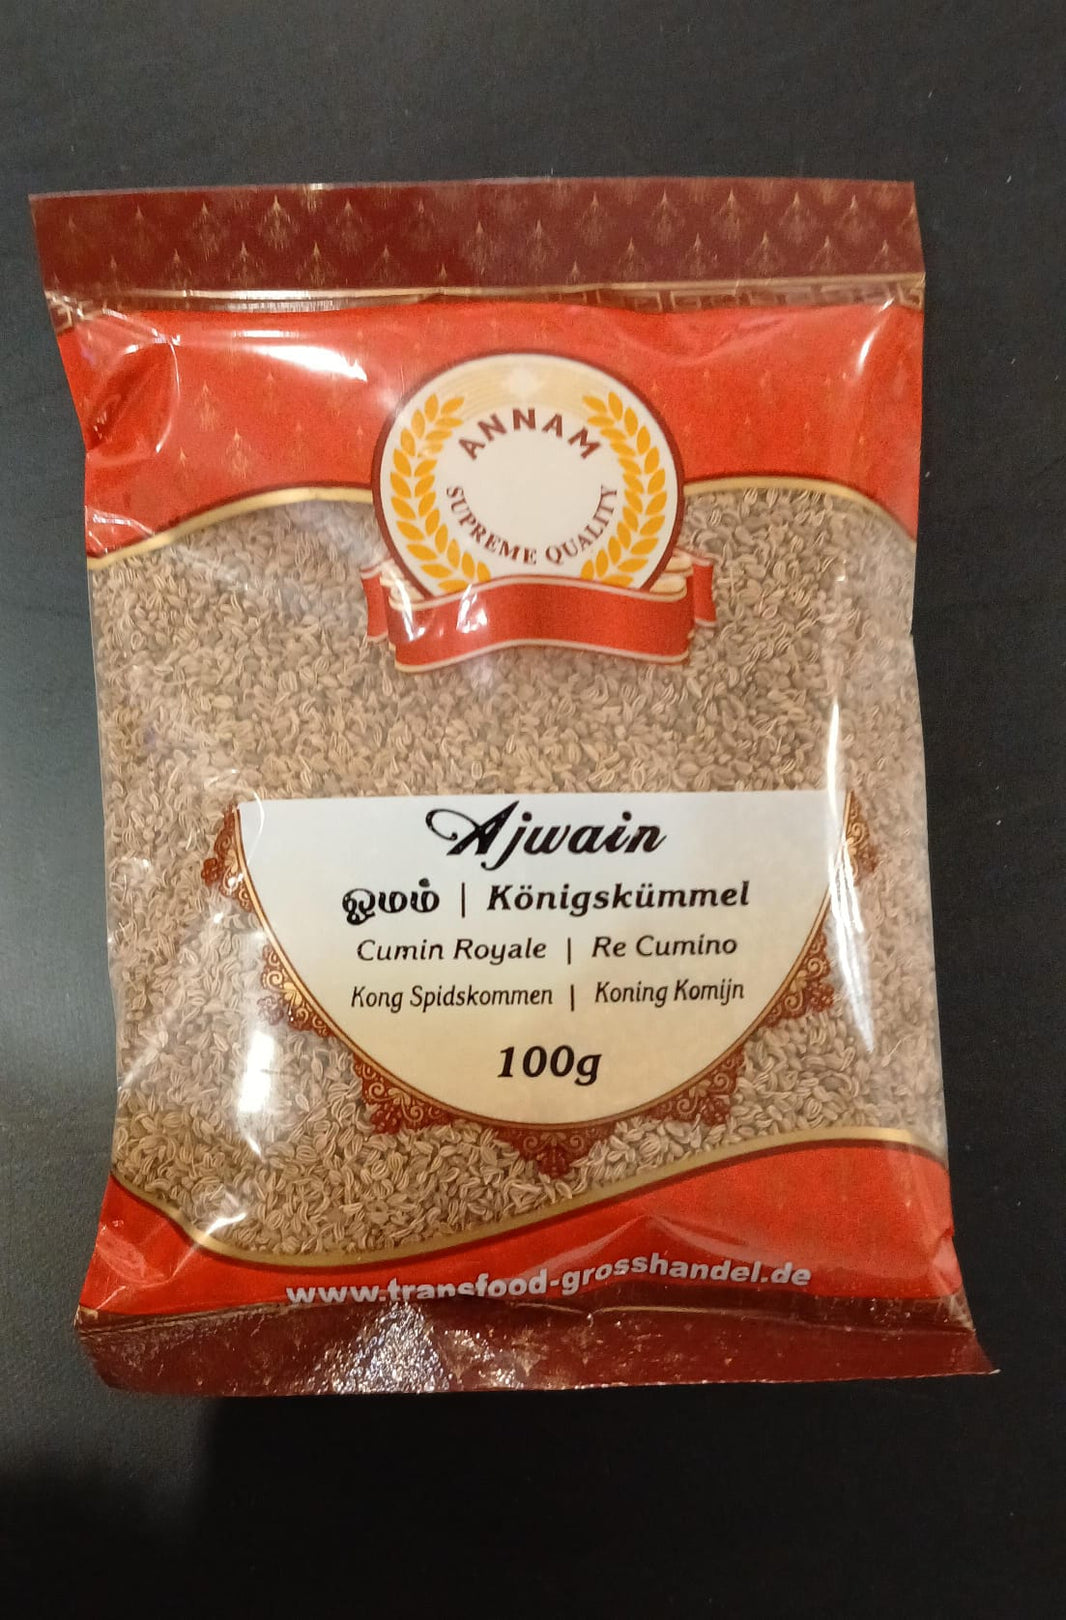 ANNAM
SUPREME QUALITY
Ajwain
ஓமம் | Königskümmel
Cumin Royale | Re Cumino
Kong Spidskommen | Koning Komijn
100g
www.transfood-grosshandel.de